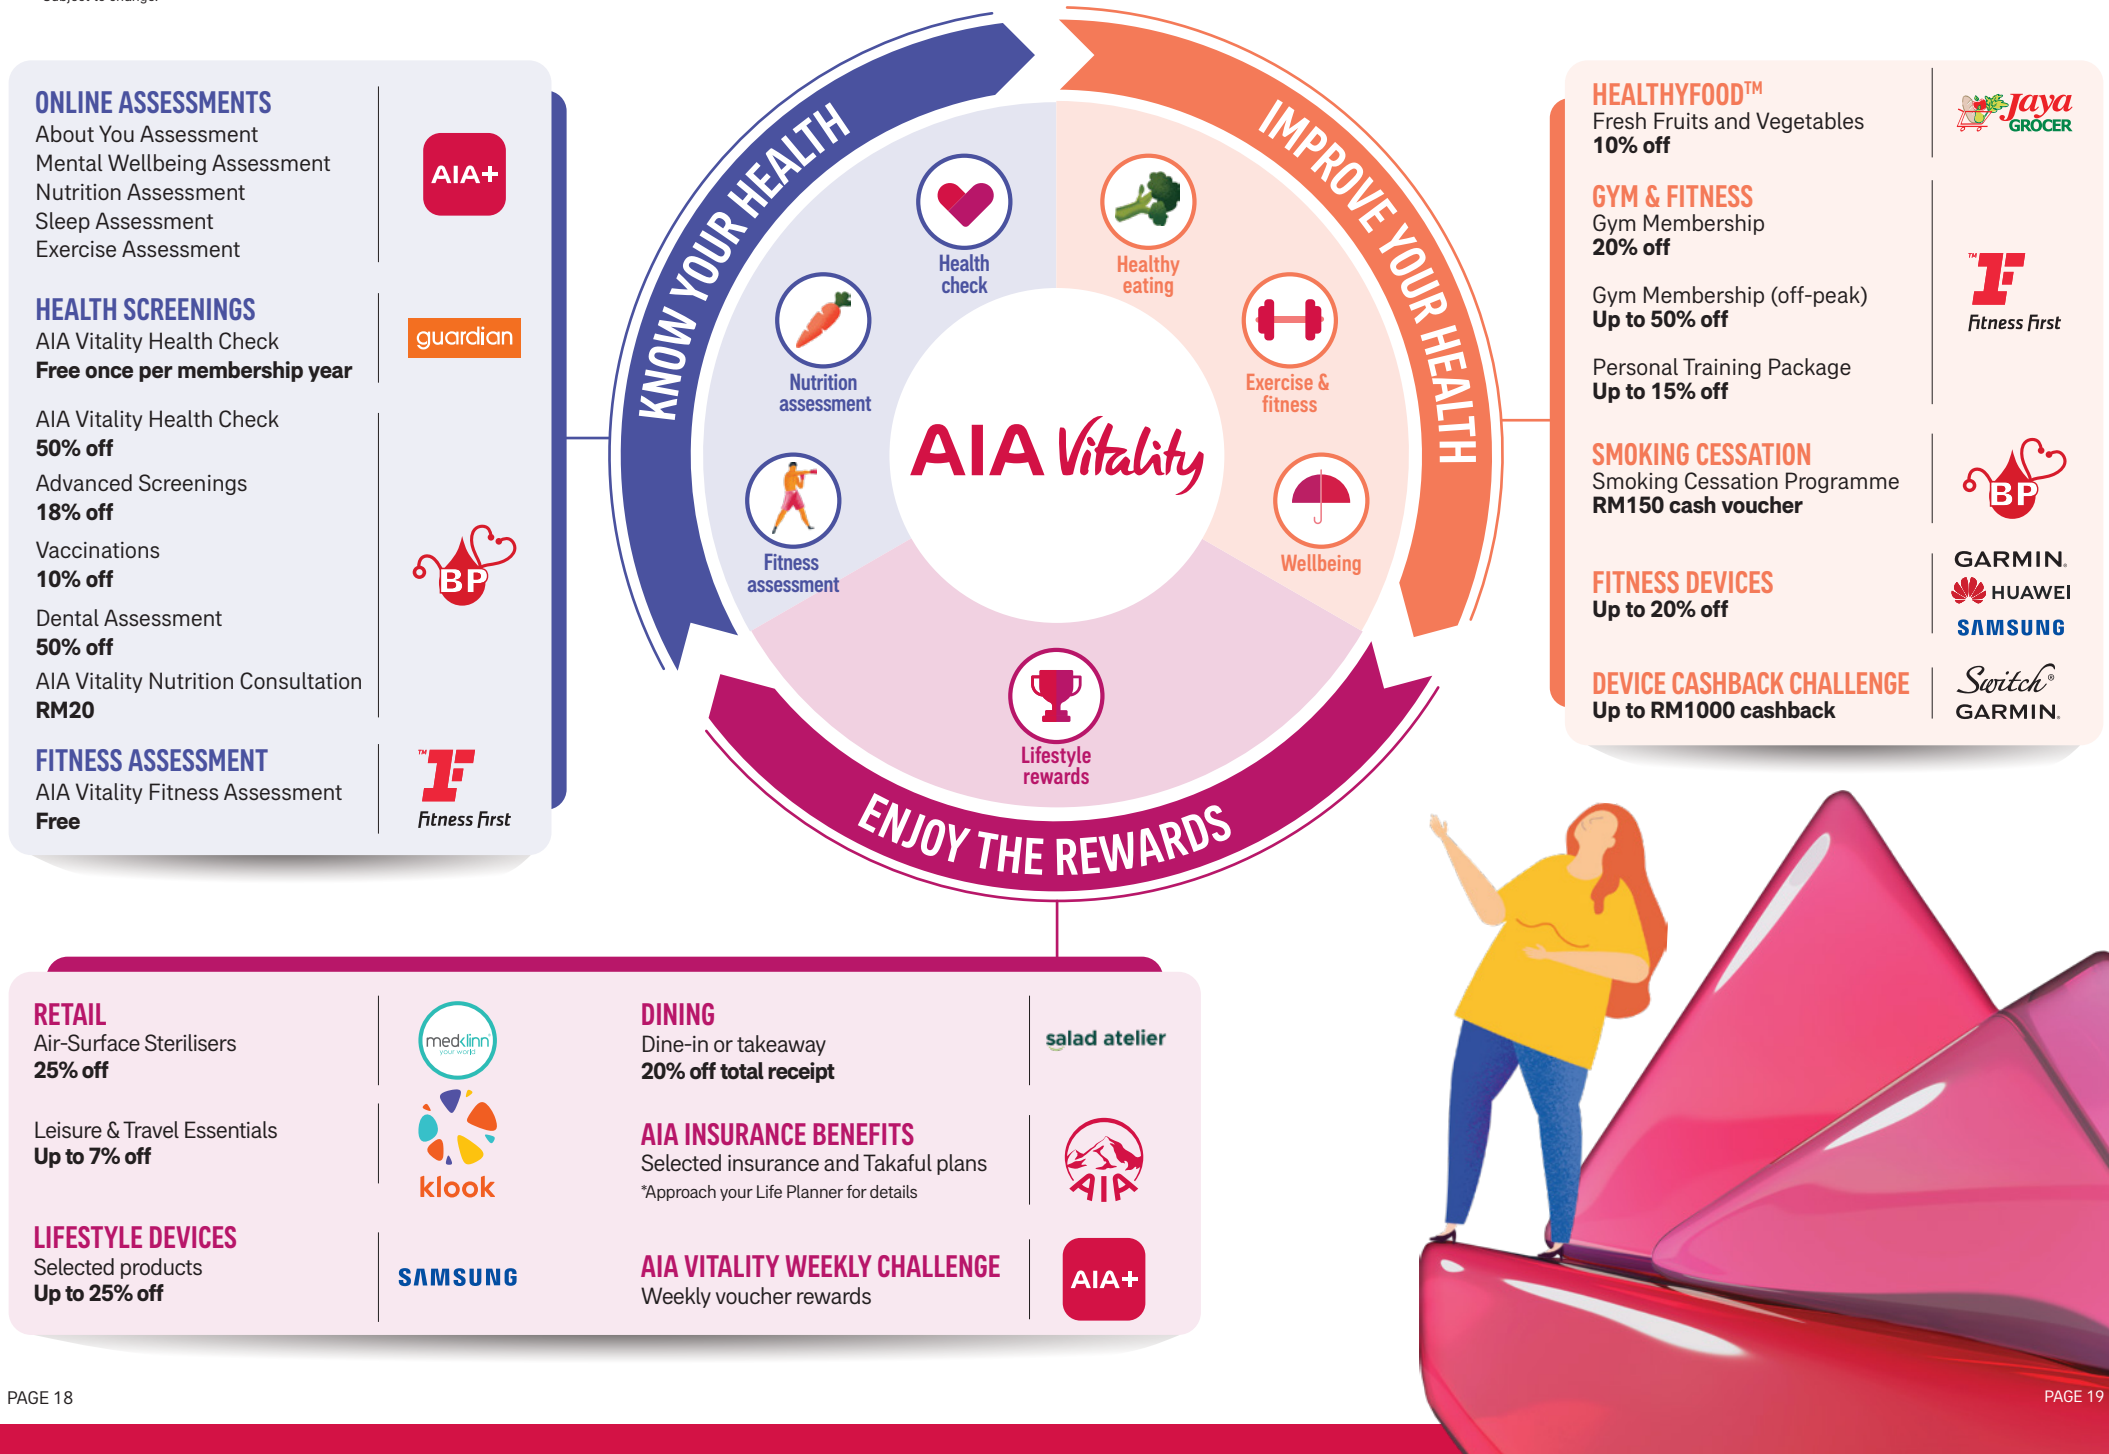 ONLINE ASSESSMENTS
About You Assessment
Mental Wellbeing Assessment
Nutrition Assessment
Sleep Assessment
Exercise Assessment
AIA+
HEALTH SCREENINGS
AIA Vitality Health Check
Free once per membership year
guardian
AIA Vitality Health Check
50% off
Advanced Screenings
18% off
Vaccinations
10% off
Dental Assessment
50% off
AIA Vitality Nutrition Consultation
RM20
BP
FITNESS ASSESSMENT
AIA Vitality Fitness Assessment
Free
™
Fitness First
KNOW YOUR HEALTH
Health
check
Nutrition
assessment
Fitness
assessment
AIA Vitality
IMPROVE YOUR HEALTH
Healthy
eating
Exercise &
fitness
Wellbeing
Lifestyle
rewards
ENJOY THE REWARDS
HEALTHYFOOD™
Fresh Fruits and Vegetables
10% off
Jaya
GROCER
GYM & FITNESS
Gym Membership
20% off
Gym Membership (off-peak)
Up to 50% off
Personal Training Package
Up to 15% off
™
Fitness First
SMOKING CESSATION
Smoking Cessation Programme
RM150 cash voucher
BP
FITNESS DEVICES
Up to 20% off
GARMIN.
HUAWEI
SAMSUNG
DEVICE CASHBACK CHALLENGE
Up to RM1000 cashback
Switch®
GARMIN.
RETAIL
Air-Surface Sterilisers
25% off
medklinn
your world
Leisure & Travel Essentials
Up to 7% off
klook
LIFESTYLE DEVICES
Selected products
Up to 25% off
SAMSUNG
DINING
Dine-in or takeaway
20% off total receipt
salad atelier
AIA INSURANCE BENEFITS
Selected insurance and Takaful plans
*Approach your Life Planner for details
AIA
AIA VITALITY WEEKLY CHALLENGE
Weekly voucher rewards
AIA+
PAGE 18
PAGE 19